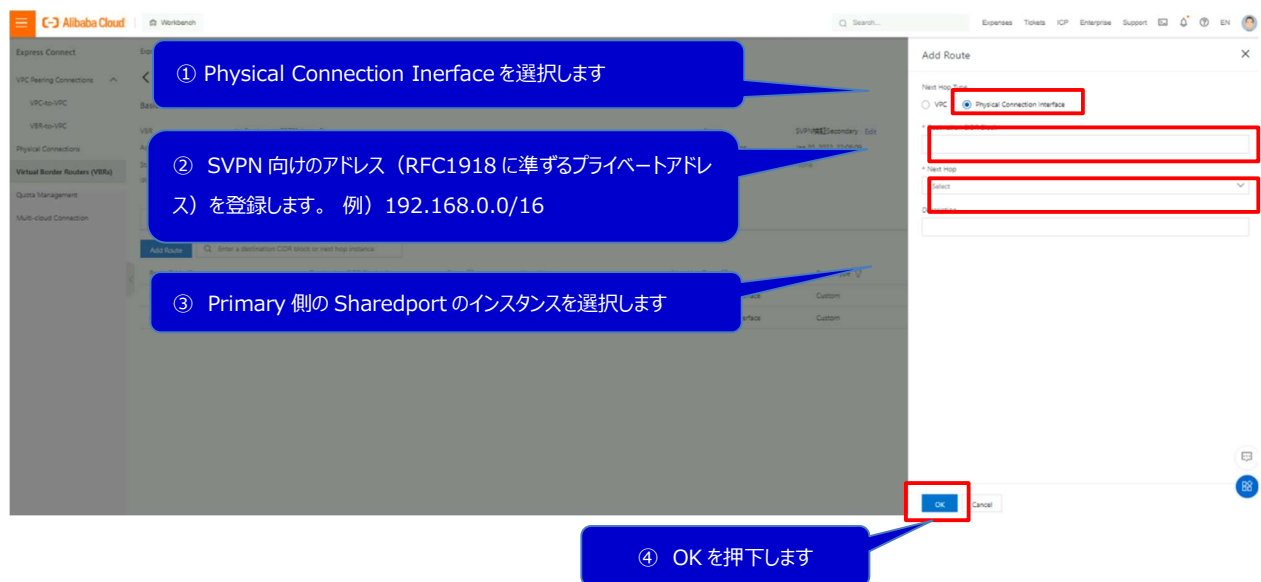 Alibaba Cloud
Workbench
Search...
Expenses Tickets ICP Enterprise Support EN
Express Connect
VPC Peering Connections
VPC-to-VPC
VBR-to-VPC
Physical Connections
Virtual Border Routers (VBRs)
Quota Management
Multi-cloud Connection
① Physical Connection Inerface を選択します
② SVPN 向けのアドレス（RFC1918 に準ずるプライベートアドレ
ス）を登録します。 例）192.168.0.0/16
Secondary Edit
Add Route
Enter a destination CIDR block or next hop instance
③ Primary 側の Sharedport のインスタンスを選択します
Custom
Custom
Add Route
Next Hop Type
VPC Physical Connection Interface
* Next Hop
Select
OK Cancel
④ OK を押下します